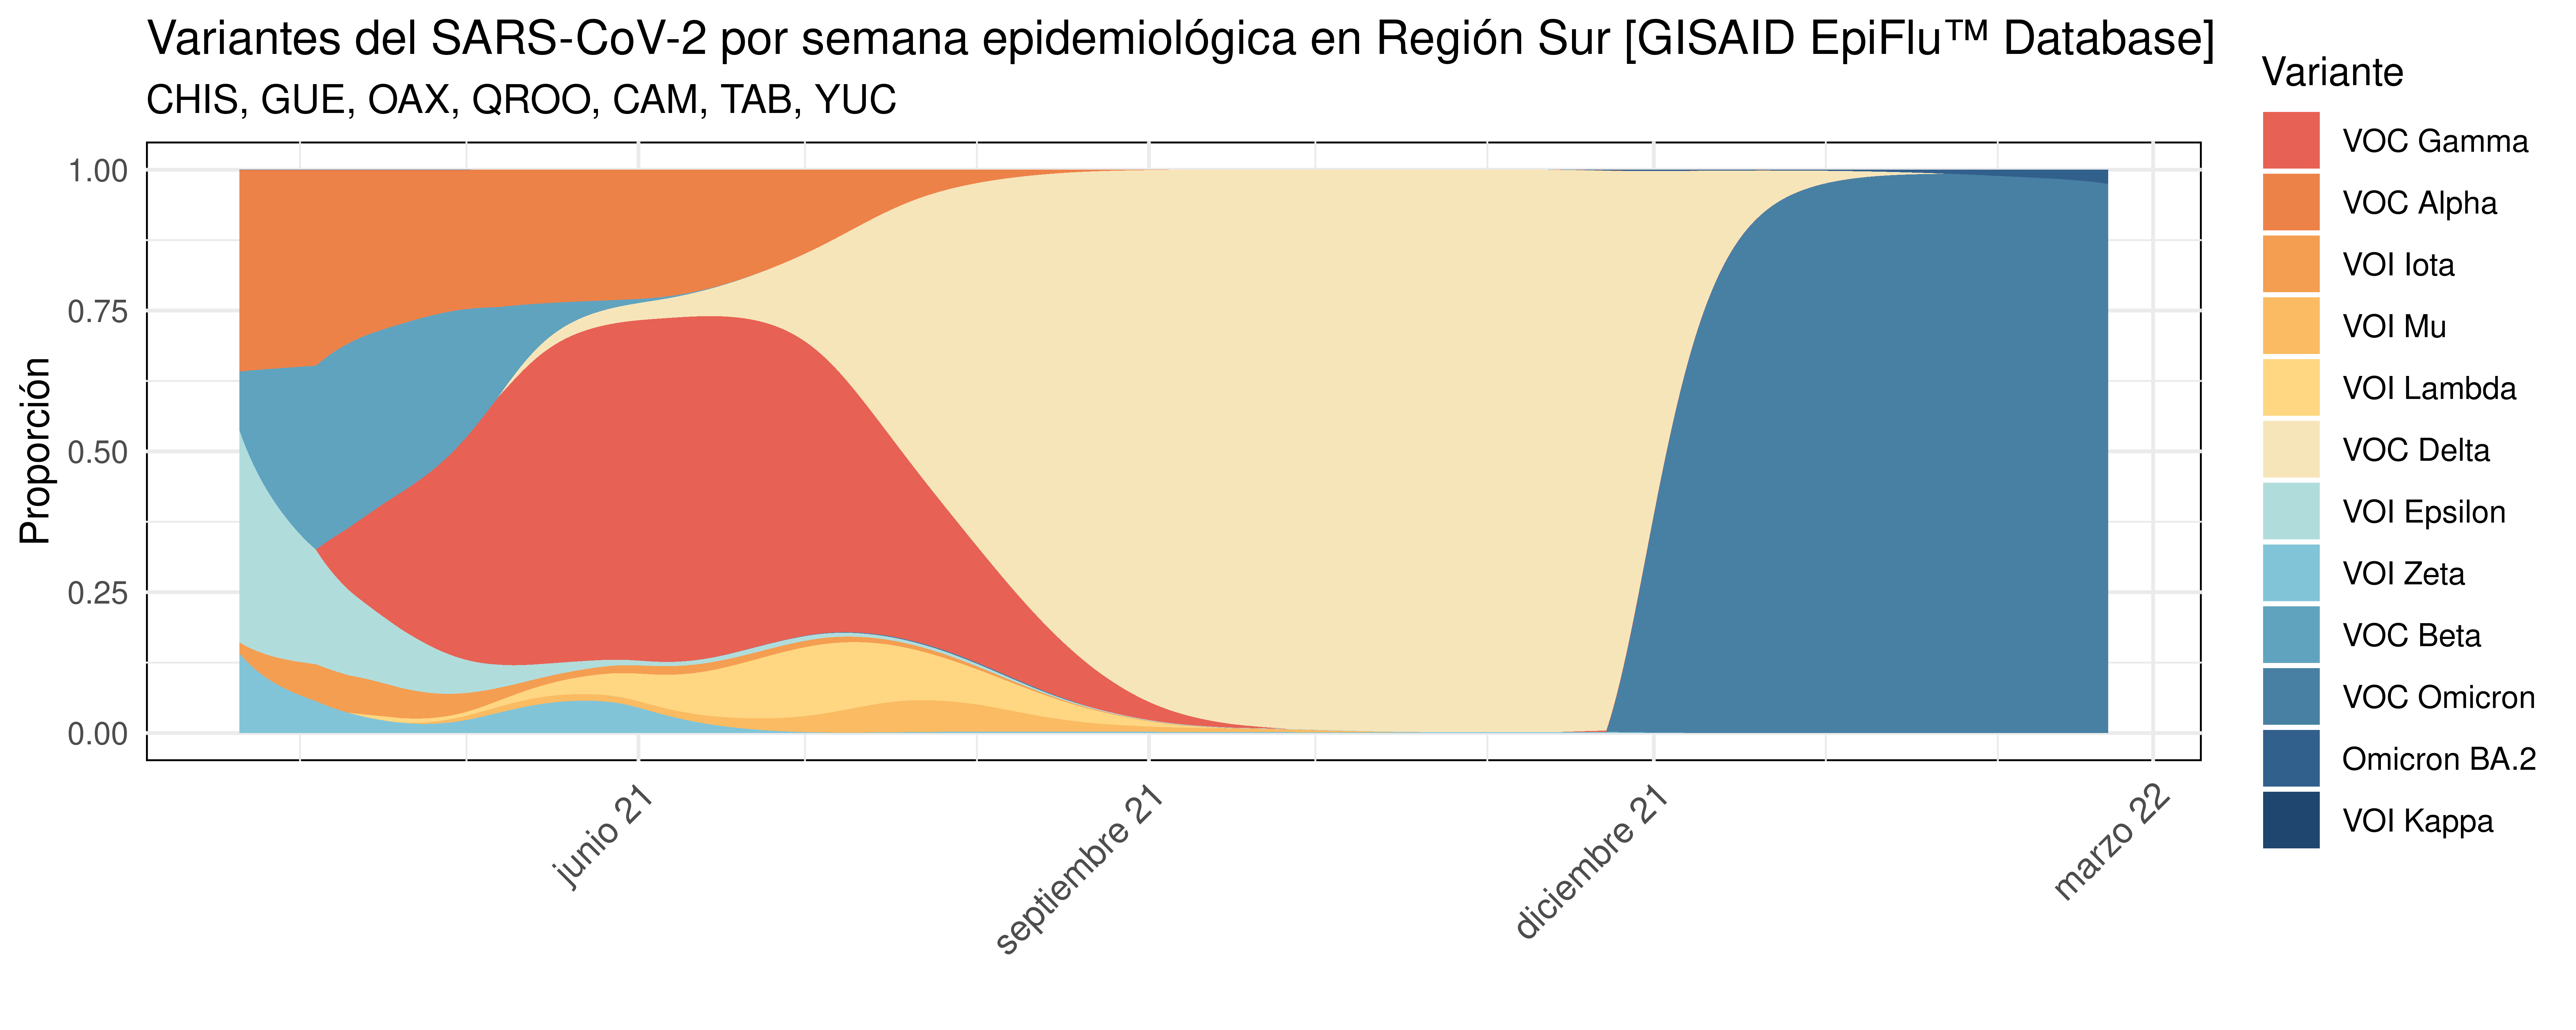 Variantes del SARS-CoV-2 por semana epidemiológica en Región Sur [GISAID EpiFlu™ Database]
CHIS, GUE, OAX, QROO, CAM, TAB, YUC
Proporción
1.00
0.75
0.50
0.25
0.00
junio 21
septiembre 21
diciembre 21
marzo 22
Variante
VOC Gamma
VOC Alpha
VOI Iota
VOI Mu
VOI Lambda
VOC Delta
VOI Epsilon
VOI Zeta
VOC Beta
VOC Omicron
Omicron BA.2
VOI Kappa